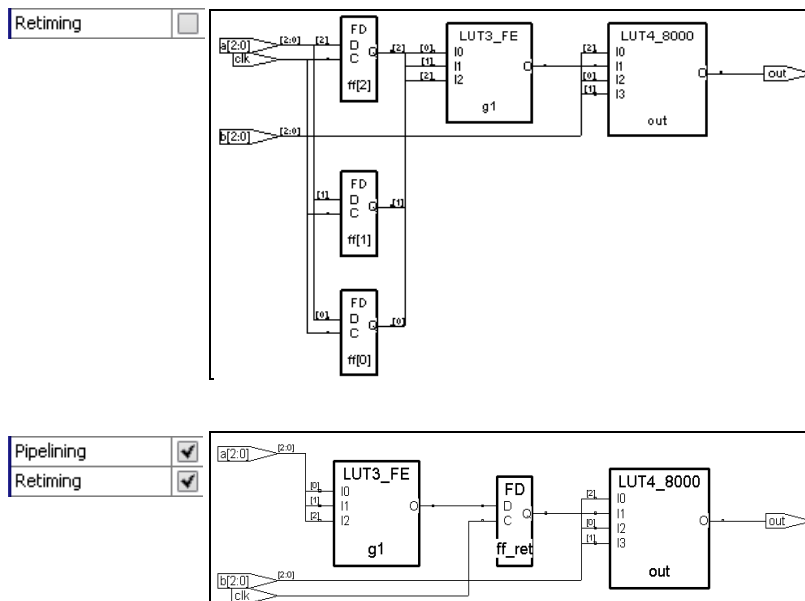 Retiming
a[2:0]
clk
[2:0]
[2]
FD
D
C
Q
ff[2]
[2]
[0]
[1]
[2]
LUT3_FE
I0
I1
I2
O
g1
[2]
[0]
[1]
LUT4_8000
I0
I1
I2
I3
O
out
out
b[2:0]
[2:0]
[1]
FD
D
C
Q
ff[1]
[1]
[0]
FD
D
C
Q
ff[0]
[0]
Pipelining
Retiming
a[2:0]
[2:0]
[0]
[1]
[2]
LUT3_FE
I0
I1
I2
O
g1
FD
D
C
Q
ff_ret
[2]
[0]
[1]
LUT4_8000
I0
I1
I2
I3
O
out
out
b[2:0]
[2:0]
clk